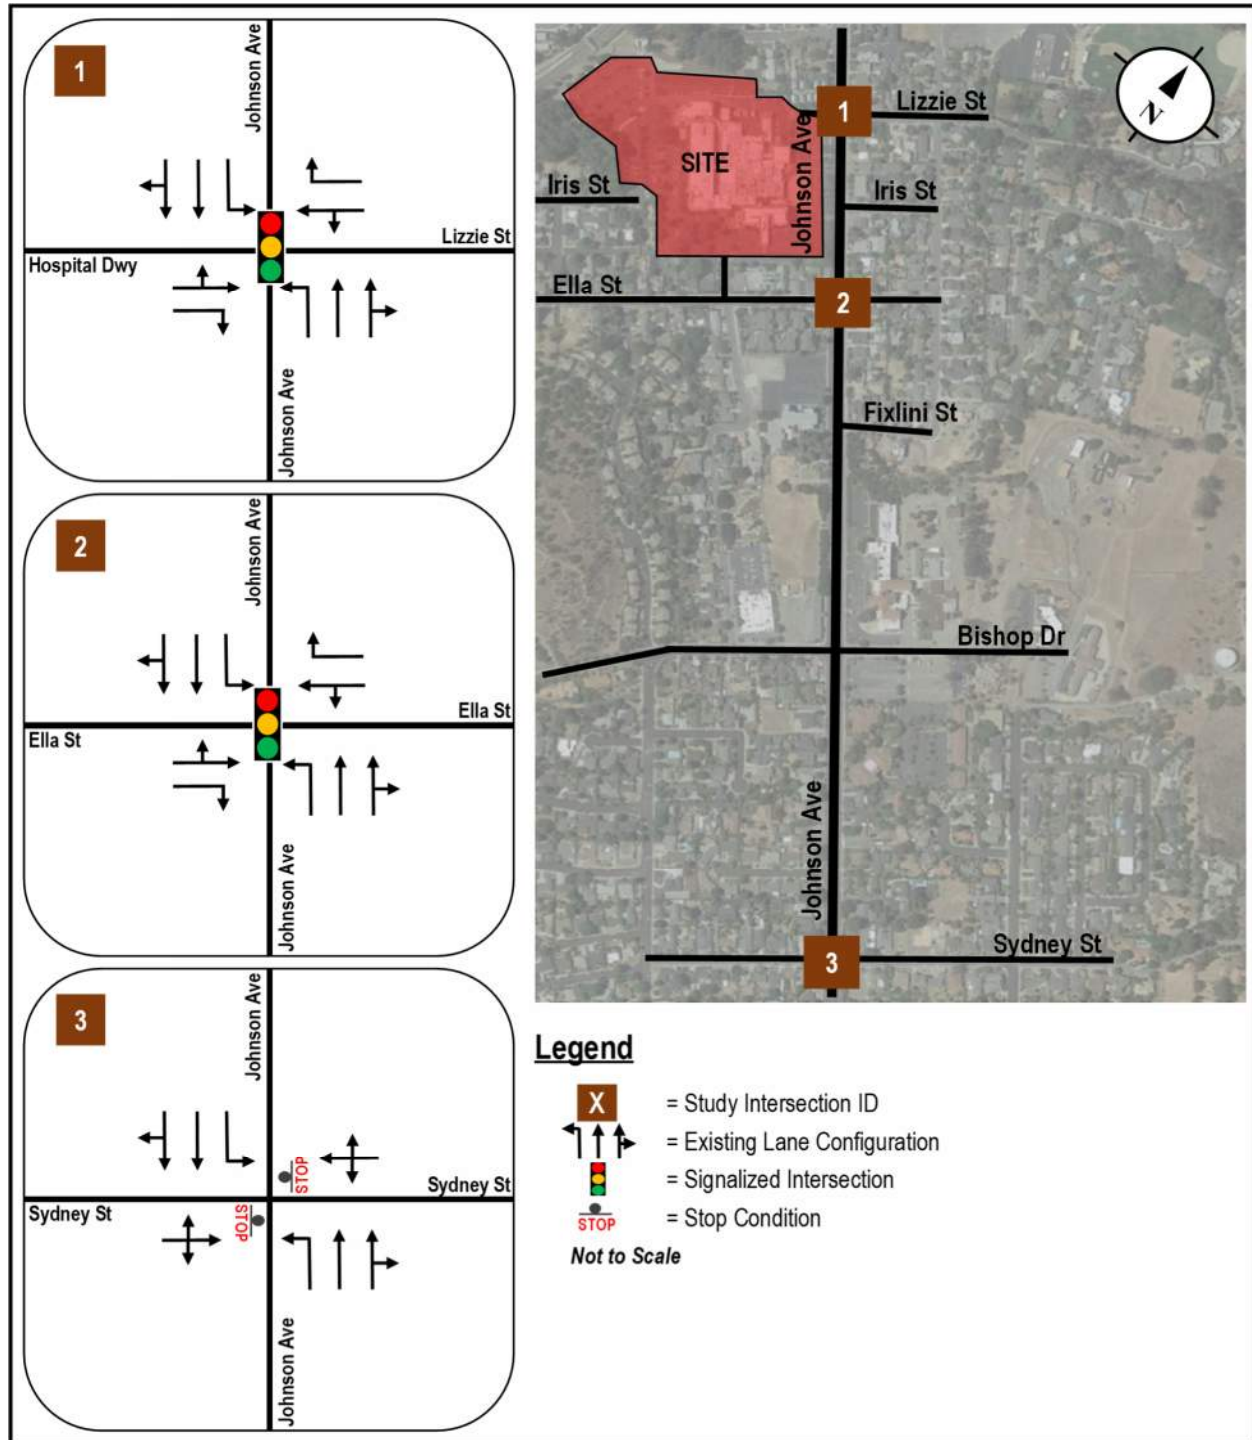 1
Johnson Ave
Lizzie St
Hospital Dwy
Johnson Ave
2
Johnson Ave
Ella St
Ella St
Johnson Ave
3
Johnson Ave
STOP
Sydney St
Sydney St
STOP
Johnson Ave
1
Lizzie St
N
SITE
Johnson Ave
Iris St
Iris St
Ella St
2
Fixlini St
Bishop Dr
Johnson Ave
Sydney St
3
Legend
X = Study Intersection ID
= Existing Lane Configuration
= Signalized Intersection
STOP = Stop Condition
Not to Scale